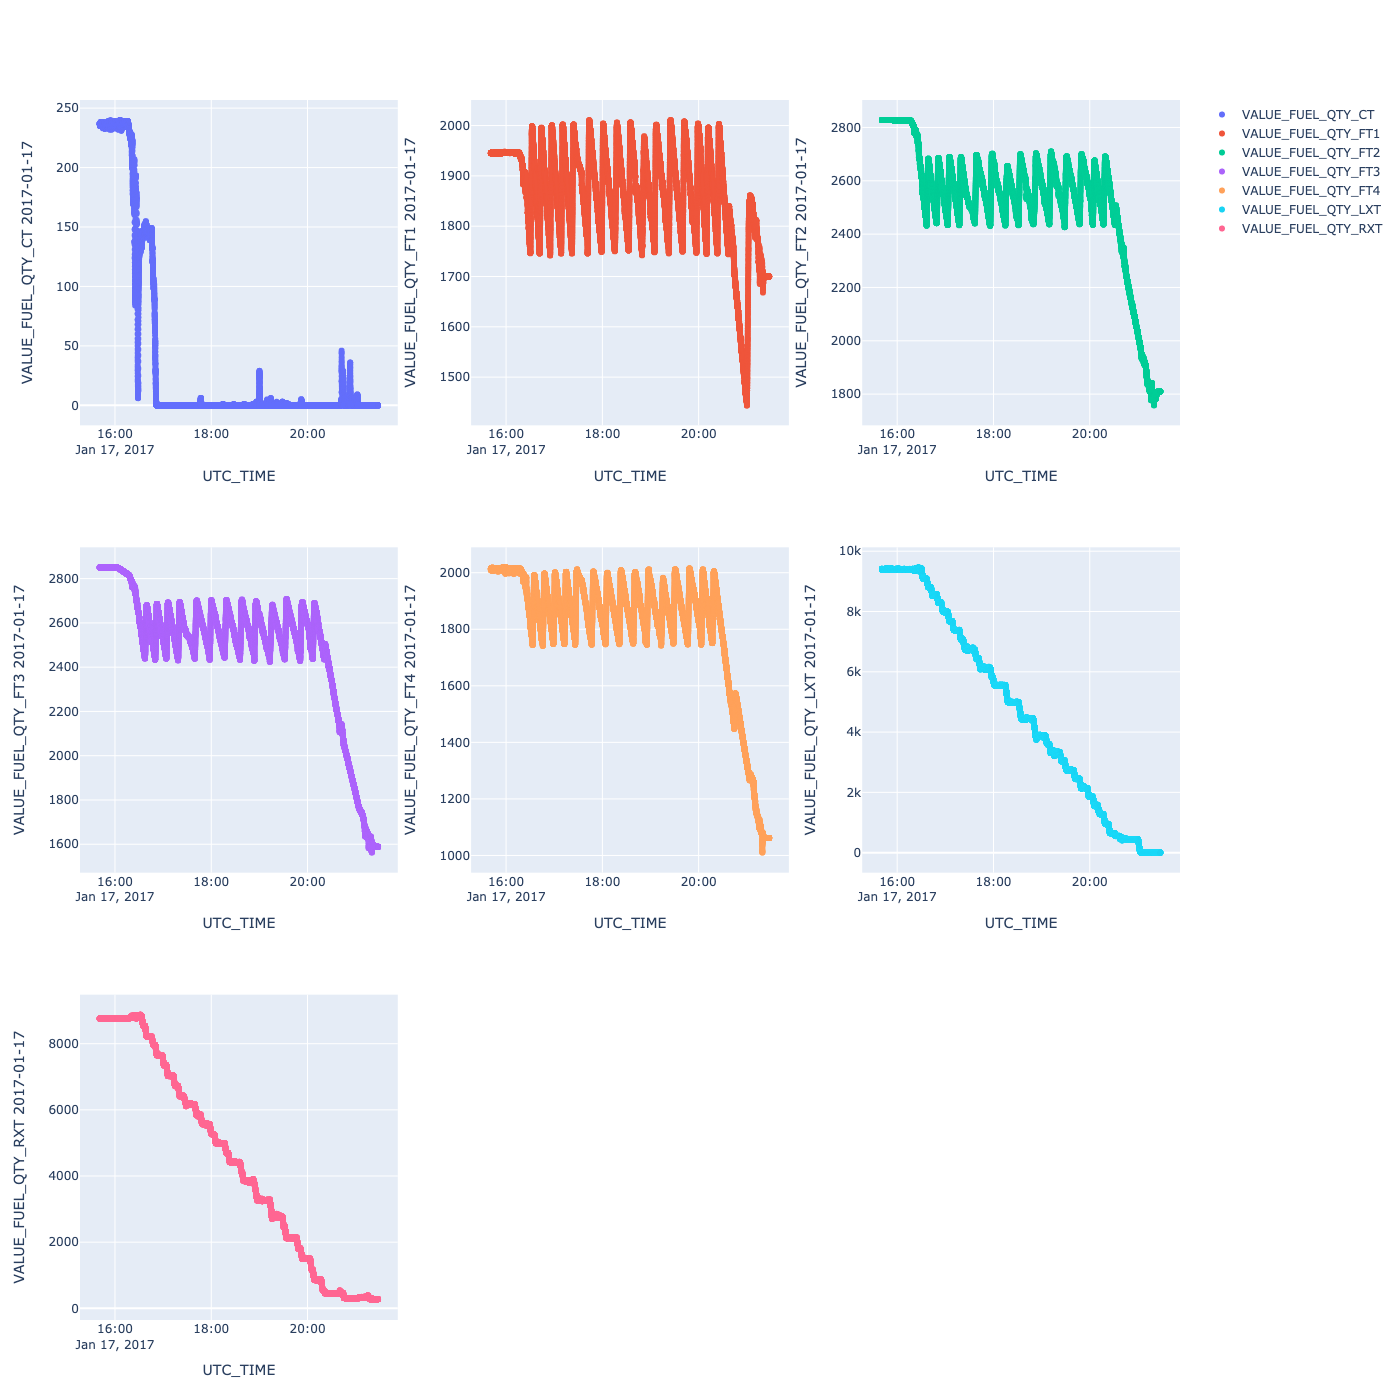 VALUE_FUEL_QTY_CT 2017-01-17
250
200
150
100
50
0
16:00
18:00
20:00
Jan 17, 2017
UTC_TIME
VALUE_FUEL_QTY_FT1 2017-01-17
2000
1900
1800
1700
1600
1500
16:00
18:00
20:00
Jan 17, 2017
UTC_TIME
VALUE_FUEL_QTY_FT2 2017-01-17
2800
2600
2400
2200
2000
1800
16:00
18:00
20:00
Jan 17, 2017
UTC_TIME
VALUE_FUEL_QTY_CT
VALUE_FUEL_QTY_FT1
VALUE_FUEL_QTY_FT2
VALUE_FUEL_QTY_FT3
VALUE_FUEL_QTY_FT4
VALUE_FUEL_QTY_LXT
VALUE_FUEL_QTY_RXT
VALUE_FUEL_QTY_FT3 2017-01-17
2800
2600
2400
2200
2000
1800
1600
16:00
18:00
20:00
Jan 17, 2017
UTC_TIME
VALUE_FUEL_QTY_FT4 2017-01-17
2000
1800
1600
1400
1200
1000
16:00
18:00
20:00
Jan 17, 2017
UTC_TIME
VALUE_FUEL_QTY_LXT 2017-01-17
10k
8k
6k
4k
2k
0
16:00
18:00
20:00
Jan 17, 2017
UTC_TIME
VALUE_FUEL_QTY_RXT 2017-01-17
8000
6000
4000
2000
0
16:00
18:00
20:00
Jan 17, 2017
UTC_TIME